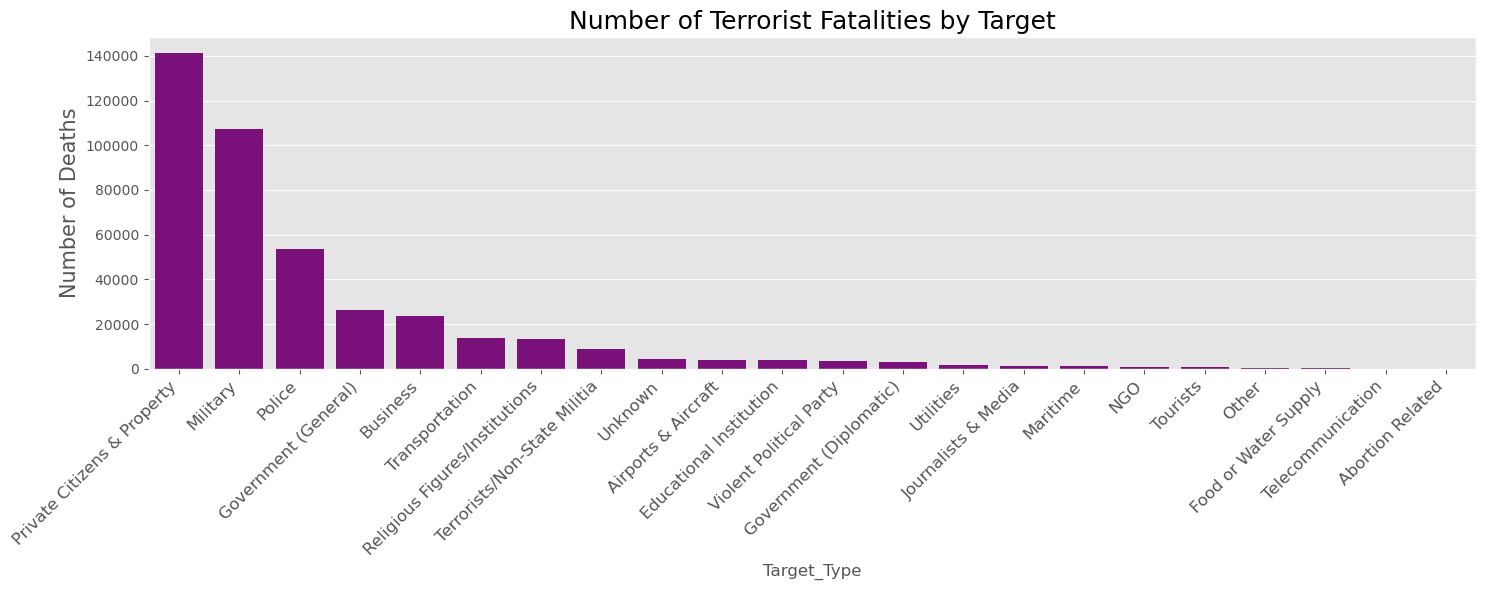 Number of Terrorist Fatalities by Target
Number of Deaths
140000
120000
100000
80000
60000
40000
20000
0
Private Citizens & Property
Military
Police
Government (General)
Business
Transportation
Religious Figures/Institutions
Terrorists/Non-State Militia
Unknown
Airports & Aircraft
Educational Institution
Violent Political Party
Government (Diplomatic)
Utilities
Journalists & Media
Maritime
NGO
Tourists
Other
Food or Water Supply
Telecommunication
Abortion Related
Target_Type